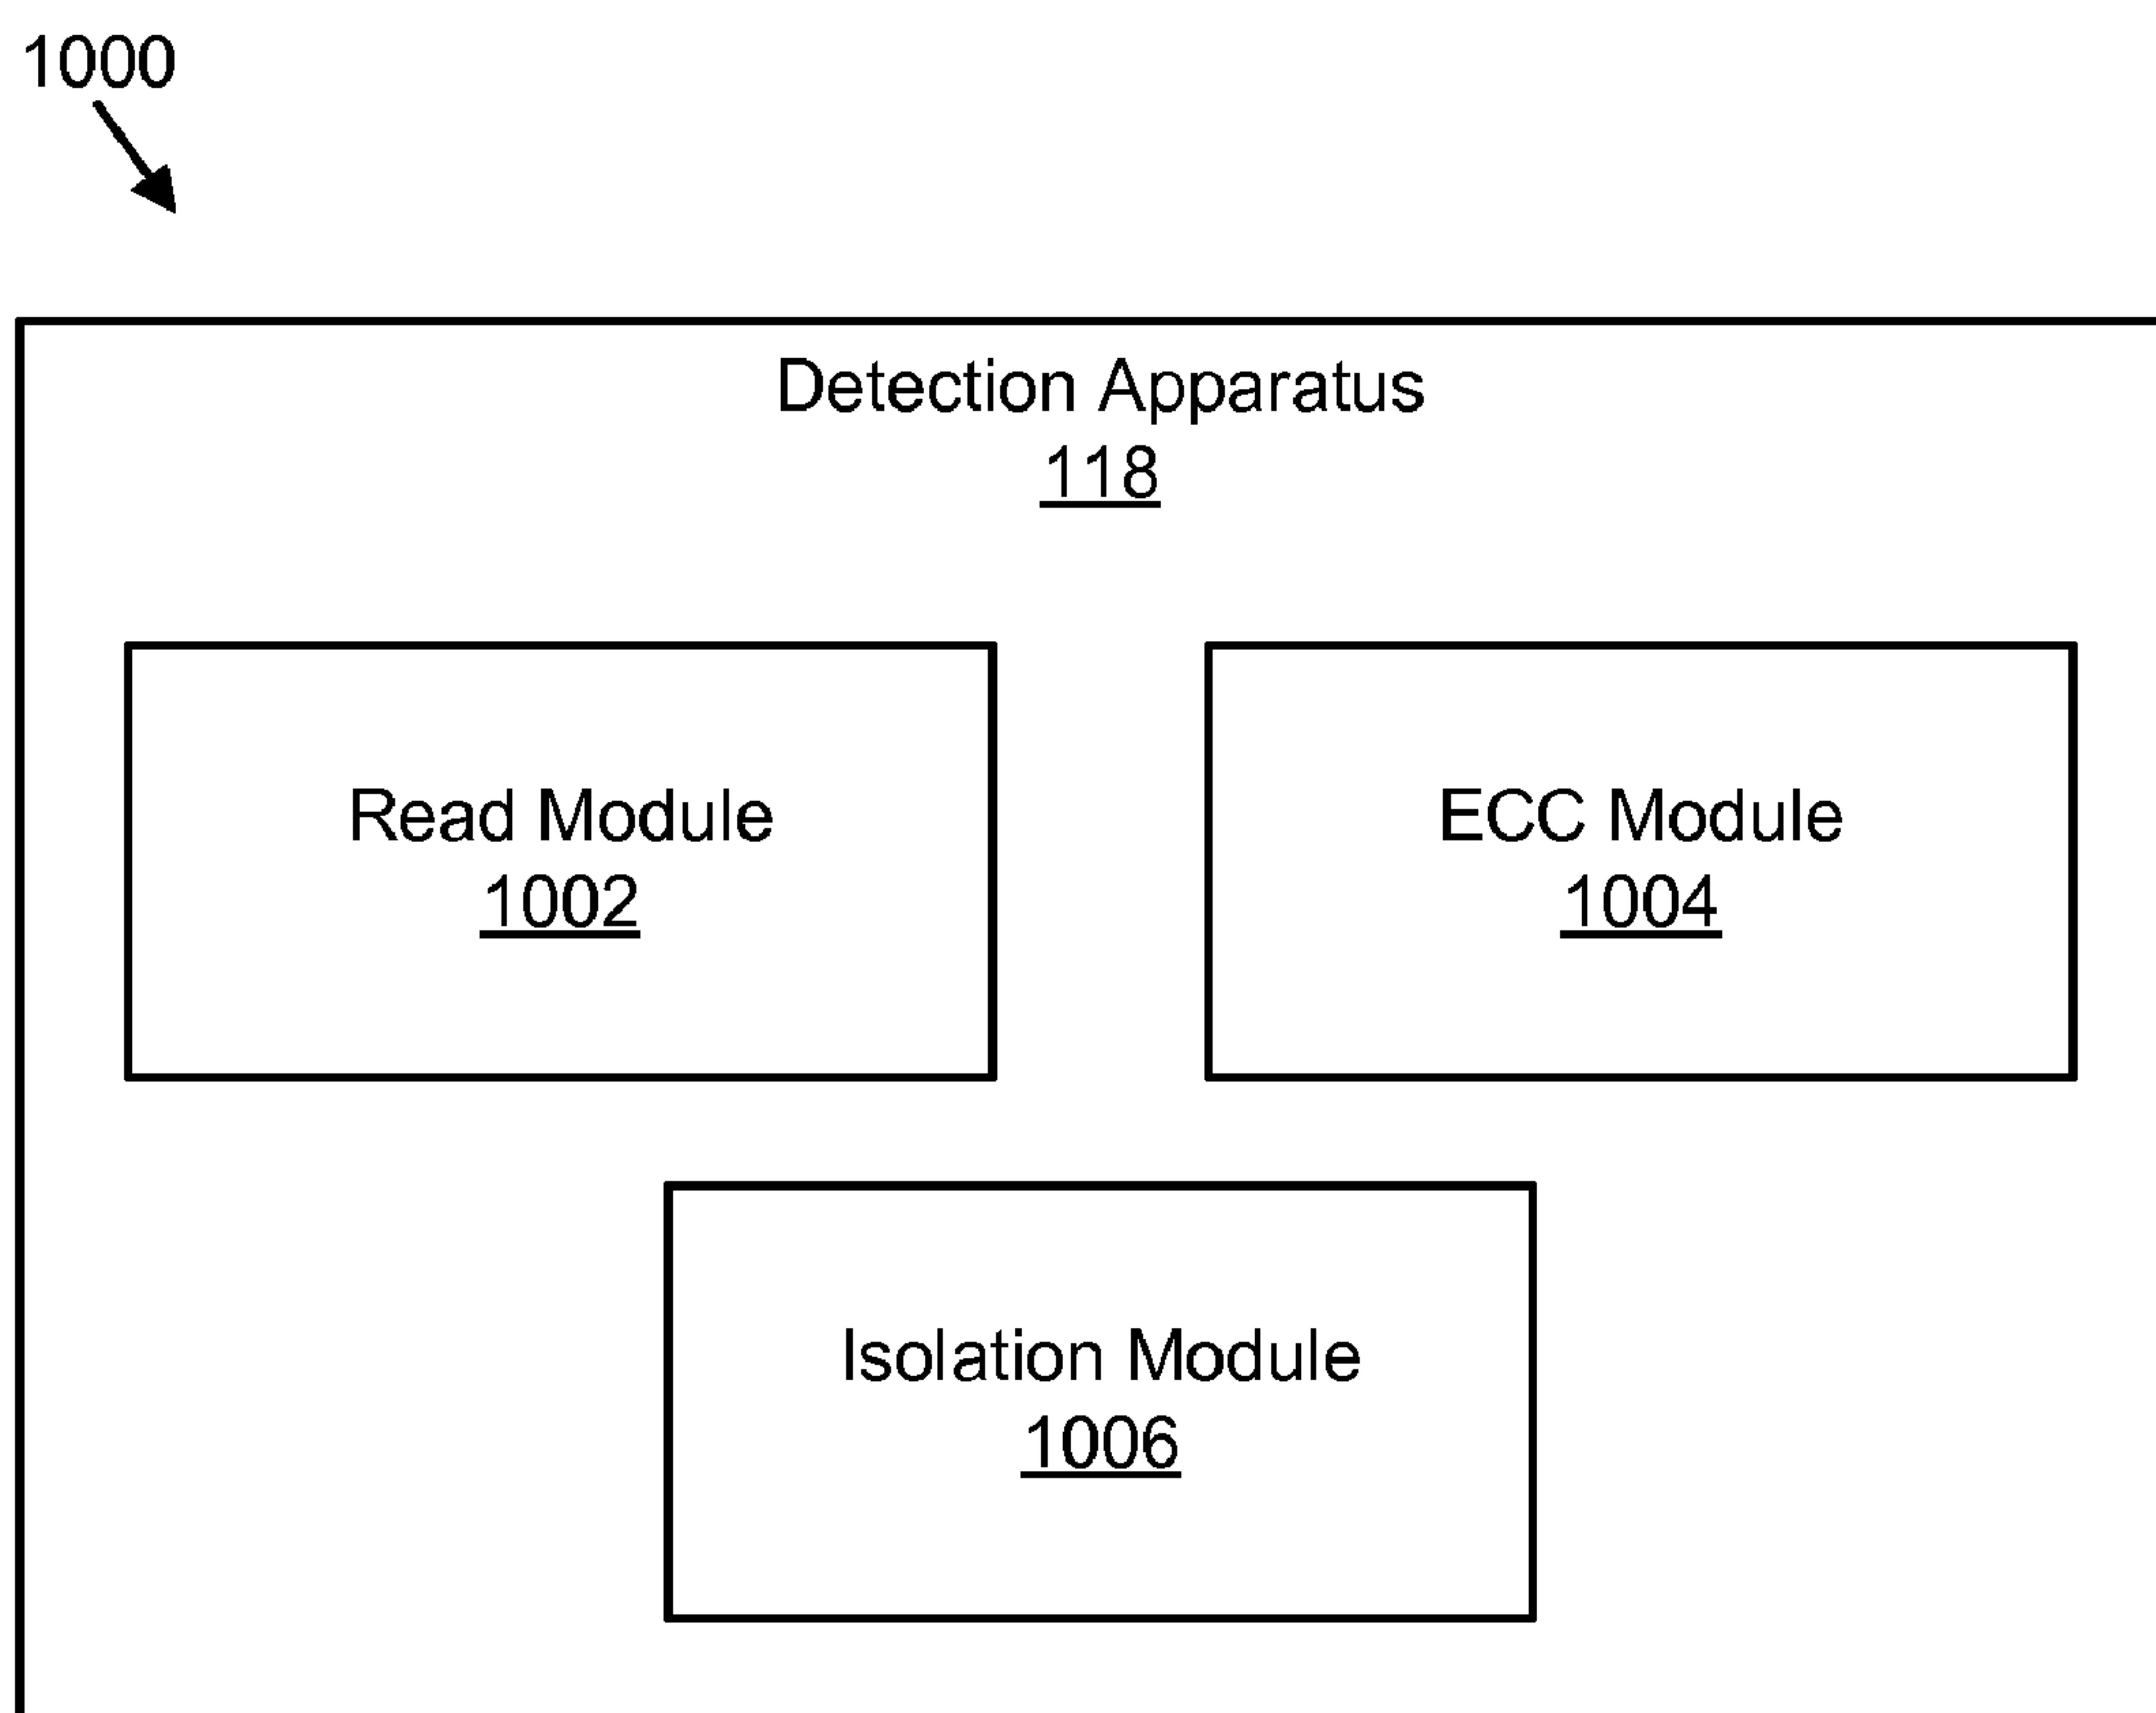 1000
Detection Apparatus
118
Read Module
1002
ECC Module
1004
Isolation Module
1006